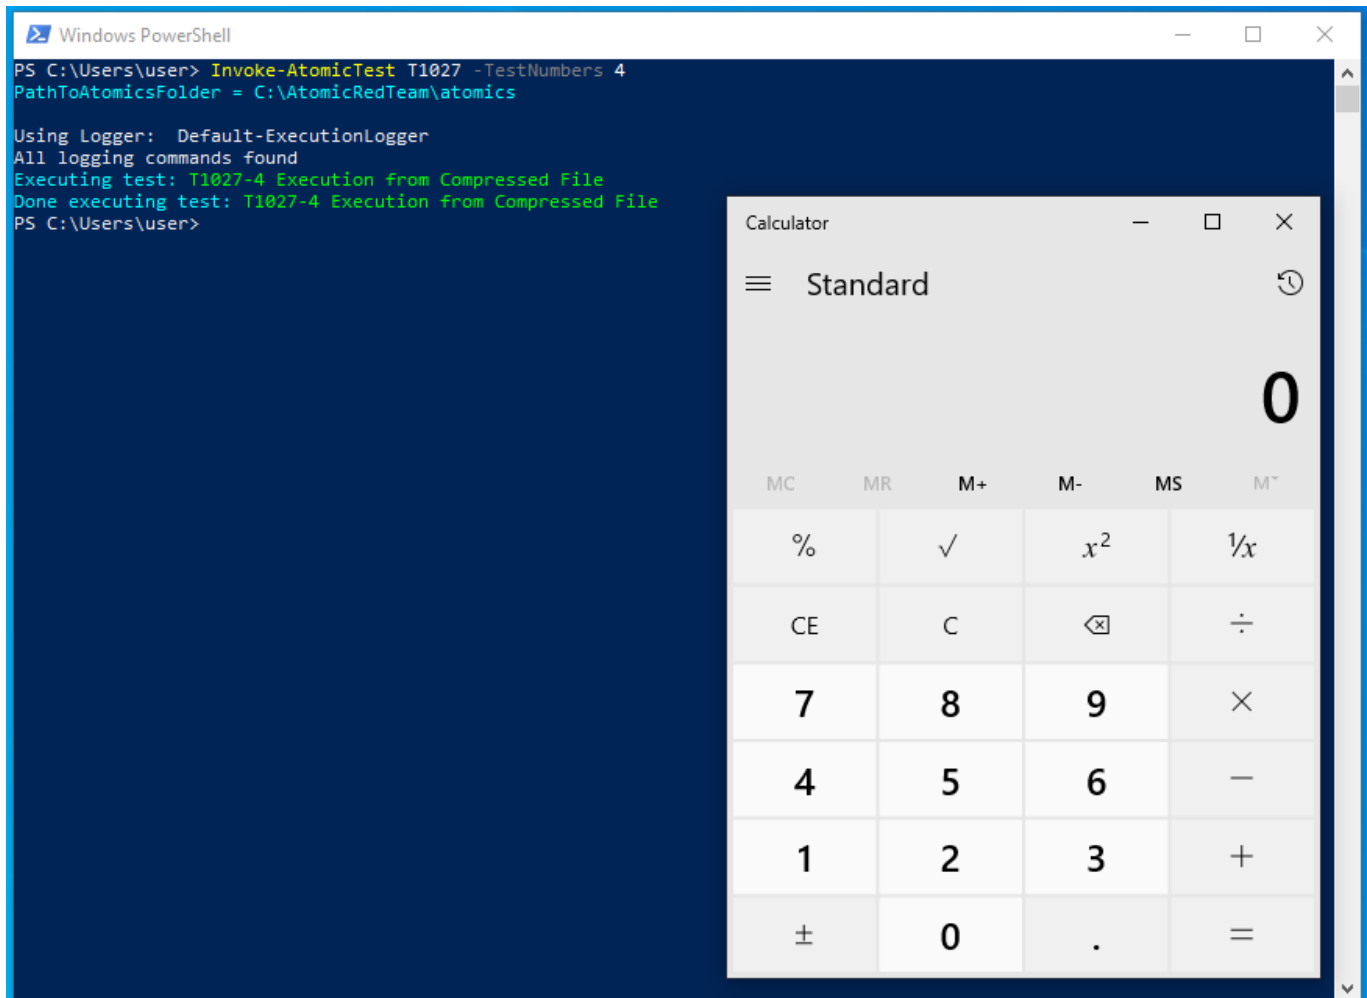 Windows PowerShell
PS C:\Users\user> Invoke-AtomicTest T1027 -TestNumbers 4
PathToAtomicsFolder = C:\AtomicRedTeam\atomics
Using Logger:  Default-ExecutionLogger
All logging commands found
Executing test: T1027-4 Execution from Compressed File
Done executing test: T1027-4 Execution from Compressed File
PS C:\Users\user>
Calculator
Standard
0
MC MR M+ M- MS M˅
% √ x² ¹/x
CE C ÷
7 8 9 ×
4 5 6 −
1 2 3 +
± 0 . =